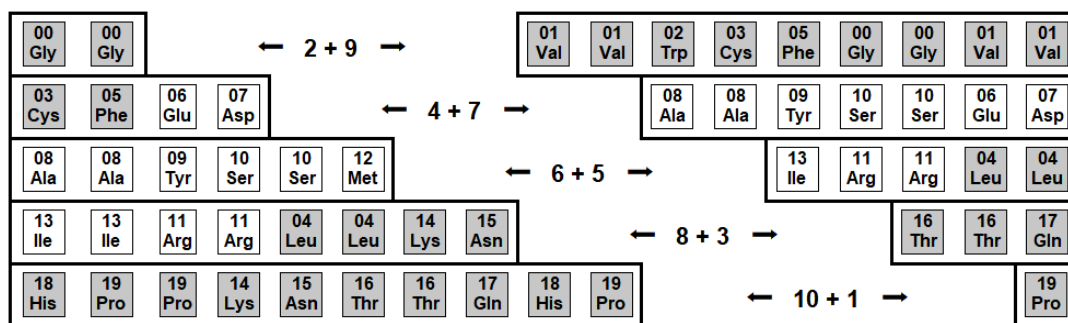 00 00 01 01 02 03 05 00 00 01 01
Gly Gly ← 2 + 9 → Val Val Trp Cys Phe Gly Gly Val Val
03 05 06 07 08 08 09 10 10 06 07
Cys Phe Glu Asp ← 4 + 7 → Ala Ala Tyr Ser Ser Glu Asp
08 08 09 10 10 12 13 11 11 04 04
Ala Ala Tyr Ser Ser Met ← 6 + 5 → Ile Arg Arg Leu Leu
13 13 11 11 04 04 14 15 16 16 17
Ile Ile Arg Arg Leu Leu Lys Asn ← 8 + 3 → Thr Thr Gln
18 19 19 14 15 16 16 17 18 19 19
His Pro Pro Lys Asn Thr Thr Gln His Pro ← 10 + 1 → Pro